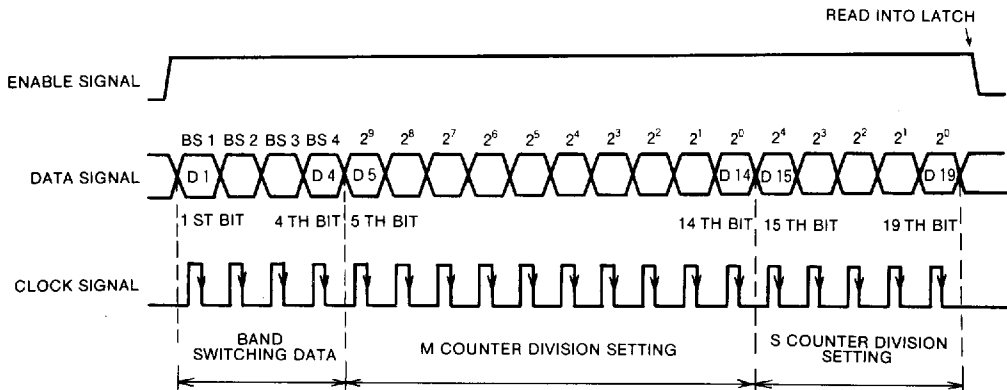 READ INTO LATCH
ENABLE SIGNAL
BS 1 BS 2 BS 3 BS 4 2⁹ 2⁸ 2⁷ 2⁶ 2⁵ 2⁴ 2³ 2² 2¹ 2⁰ 2⁴ 2³ 2² 2¹ 2⁰
DATA SIGNAL D 1 D 4 D 5 D 14 D 15 D 19
1 ST BIT 4 TH BIT 5 TH BIT 14 TH BIT 15 TH BIT 19 TH BIT
CLOCK SIGNAL
BAND
SWITCHING DATA
M COUNTER DIVISION SETTING
S COUNTER DIVISION
SETTING